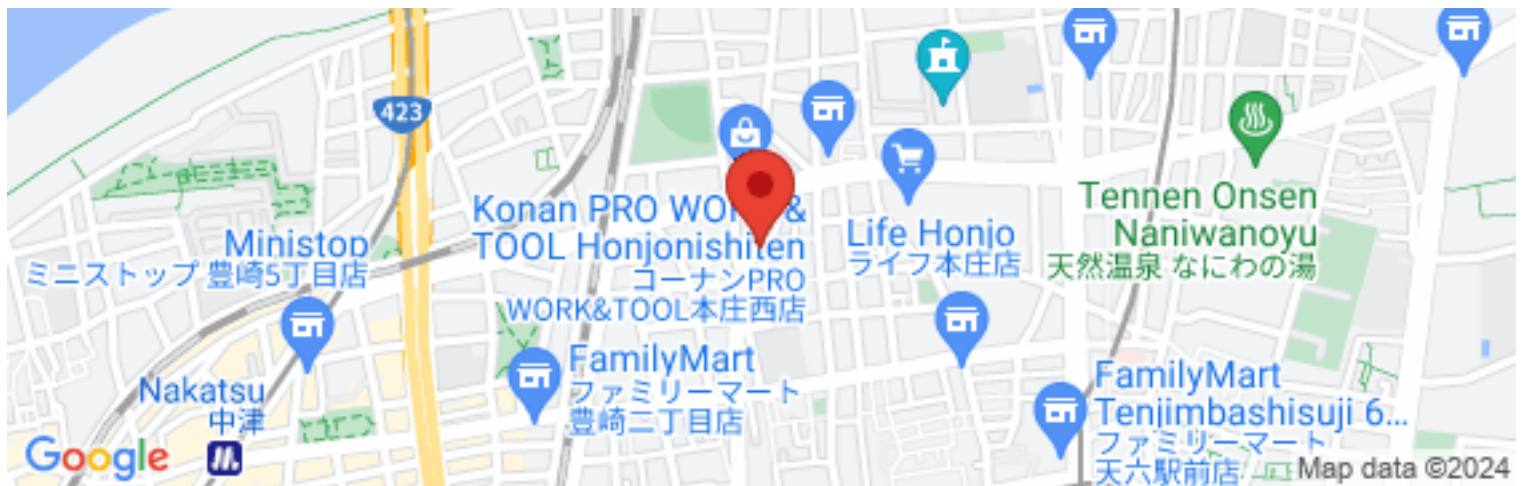 423
Konan PRO WORK &
TOOL Honjonishiten
コーナンPRO
WORK&TOOL本庄西店
Ministop
ミニストップ 豊崎5丁目店
Life Honjo
ライフ本庄店
Tennen Onsen
Naniwanoyu
天然温泉 なにわの湯
Nakatsu
中津
FamilyMart
ファミリーマート
豊崎二丁目店
FamilyMart
Tenjimbashisuji 6...
ファミリーマート
天六駅前店
Google
Map data ©2024